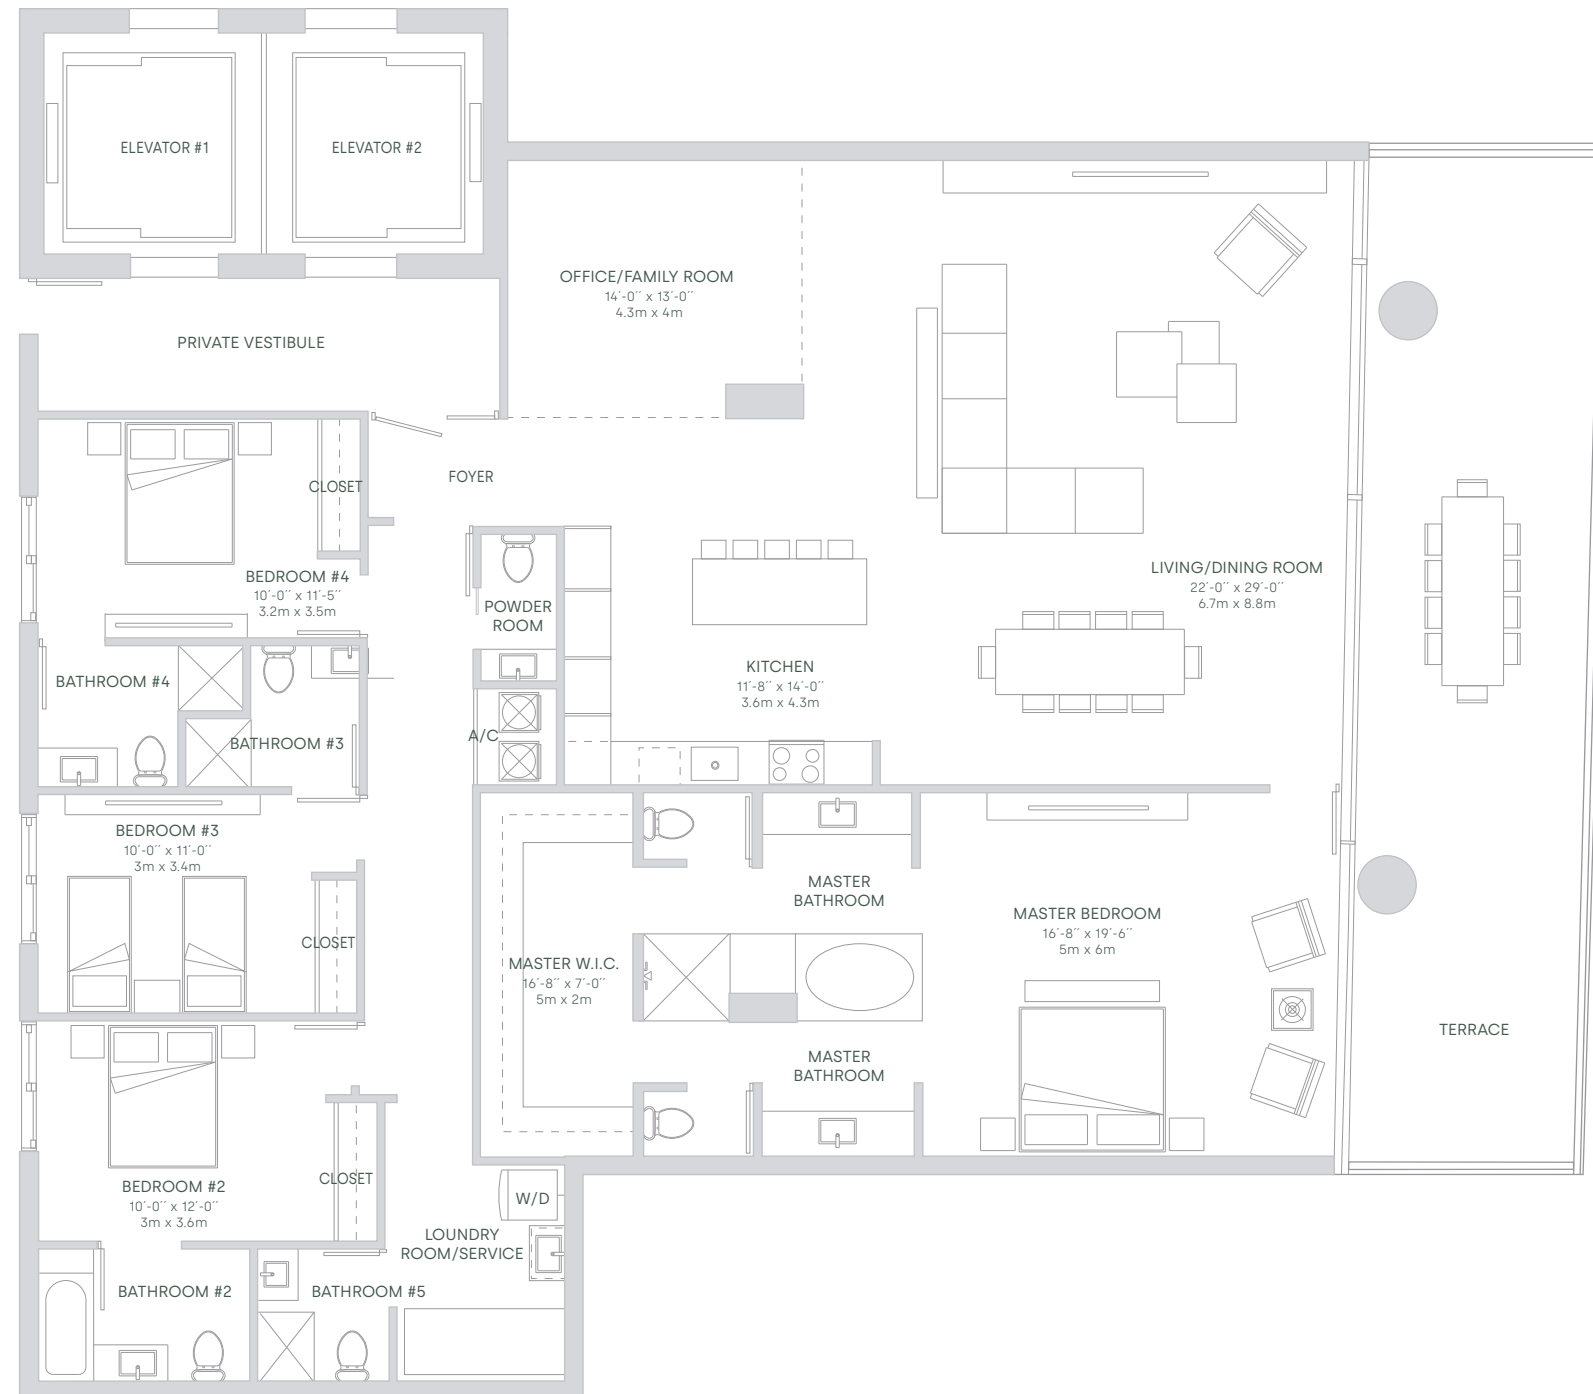 ELEVATOR #1
ELEVATOR #2
OFFICE/FAMILY ROOM
14´-0´´ x 13´-0´´
4.3m x 4m
PRIVATE VESTIBULE
FOYER
CLOSET
BEDROOM #4
10´-0´´ x 11´-5´´
3.2m x 3.5m
POWDER
ROOM
LIVING/DINING ROOM
22´-0´´ x 29´-0´´
6.7m x 8.8m
KITCHEN
11´-8´´ x 14´-0´´
3.6m x 4.3m
BATHROOM #4
BATHROOM #3
A/C
BEDROOM #3
10´-0´´ x 11´-0´´
3m x 3.4m
CLOSET
MASTER
BATHROOM
MASTER BEDROOM
16´-8´´ x 19´-6´´
5m x 6m
MASTER W.I.C.
16´-8´´ x 7´-0´´
5m x 2m
MASTER
BATHROOM
TERRACE
BEDROOM #2
10´-0´´ x 12´-0´´
3m x 3.6m
CLOSET
W/D
LOUNDRY
ROOM/SERVICE
BATHROOM #2
BATHROOM #5